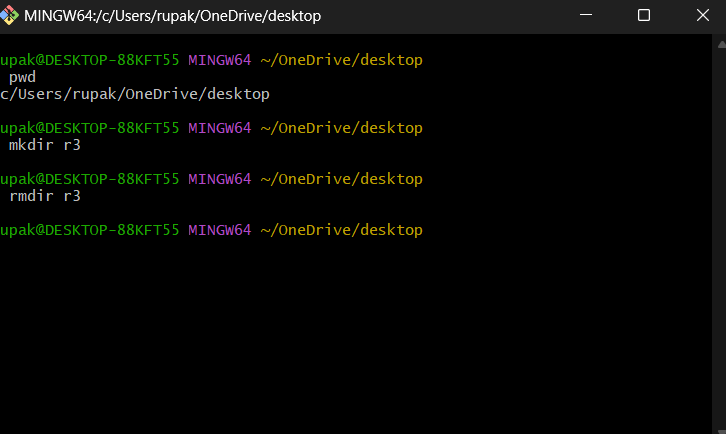 MINGW64:/c/Users/rupak/OneDrive/desktop
upak@DESKTOP-88KFT55 MINGW64 ~/OneDrive/desktop
pwd
c/Users/rupak/OneDrive/desktop
upak@DESKTOP-88KFT55 MINGW64 ~/OneDrive/desktop
mkdir r3
upak@DESKTOP-88KFT55 MINGW64 ~/OneDrive/desktop
rmdir r3
upak@DESKTOP-88KFT55 MINGW64 ~/OneDrive/desktop